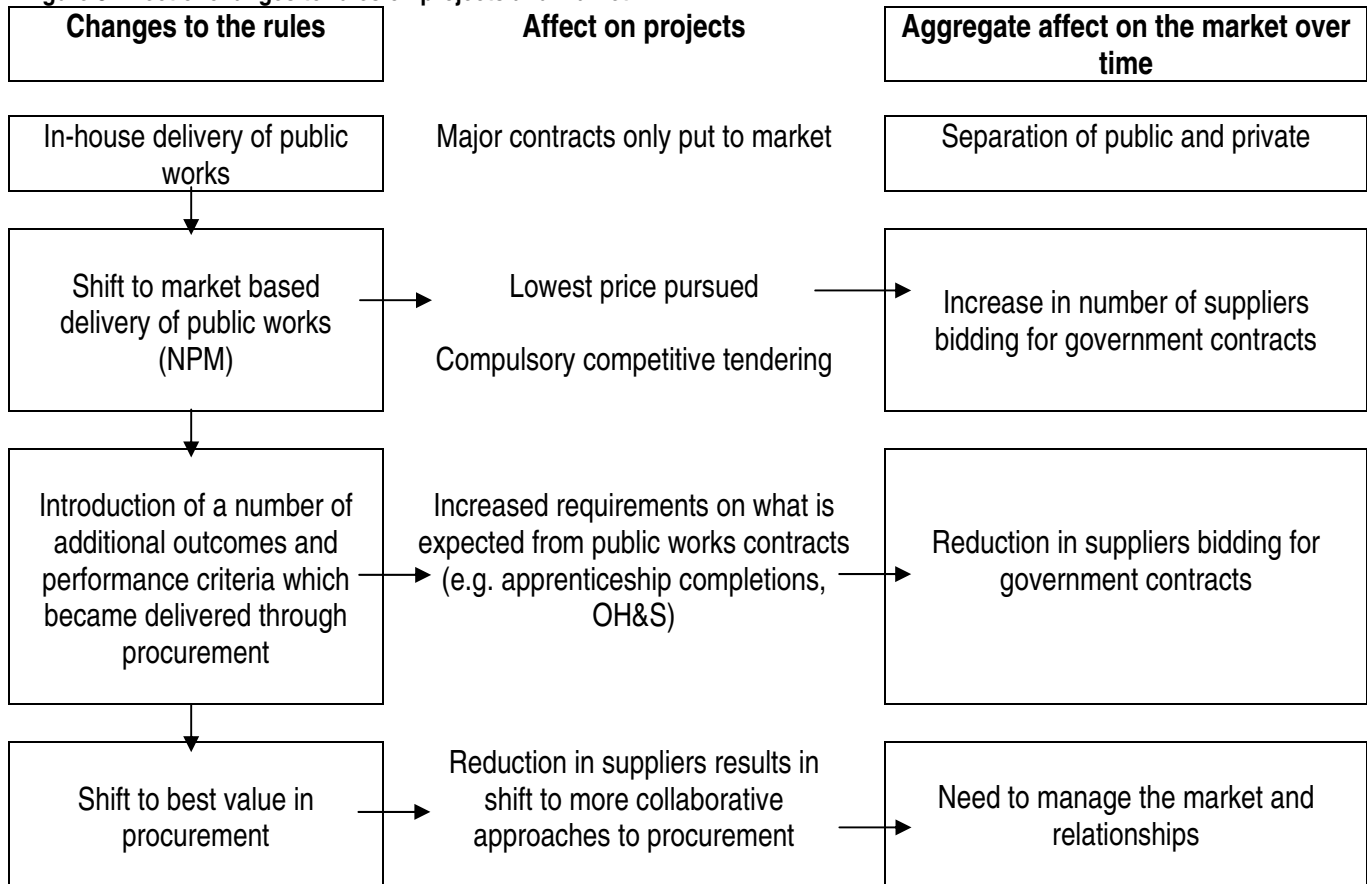 Changes to the rules
Affect on projects
Aggregate affect on the market over
time
In-house delivery of public
works
Major contracts only put to market
Separation of public and private
Shift to market based
delivery of public works
(NPM)
Lowest price pursued
Compulsory competitive tendering
Increase in number of suppliers
bidding for government contracts
Introduction of a number of
additional outcomes and
performance criteria which
became delivered through
procurement
Increased requirements on what is
expected from public works contracts
(e.g. apprenticeship completions,
OH&S)
Reduction in suppliers bidding for
government contracts
Shift to best value in
procurement
Reduction in suppliers results in
shift to more collaborative
approaches to procurement
Need to manage the market and
relationships